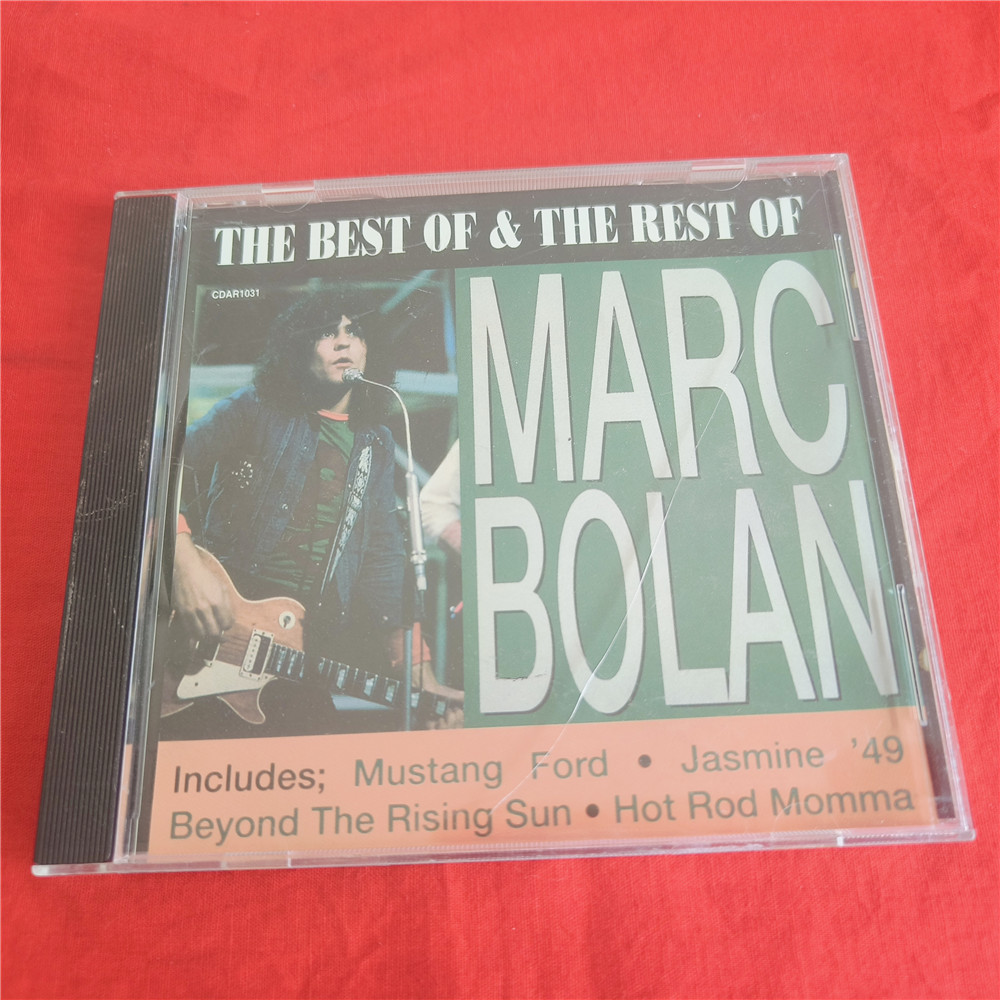 THE BEST OF & THE REST OF
CDAR1031
MARC
BOLAN
Includes; Mustang Ford • Jasmine '49
Beyond The Rising Sun • Hot Rod Momma